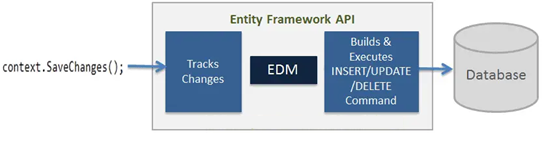 Entity Framework API
context.SaveChanges();
Tracks
Changes
EDM
Builds &
Executes
INSERT/UPDATE
/DELETE
Command
Database